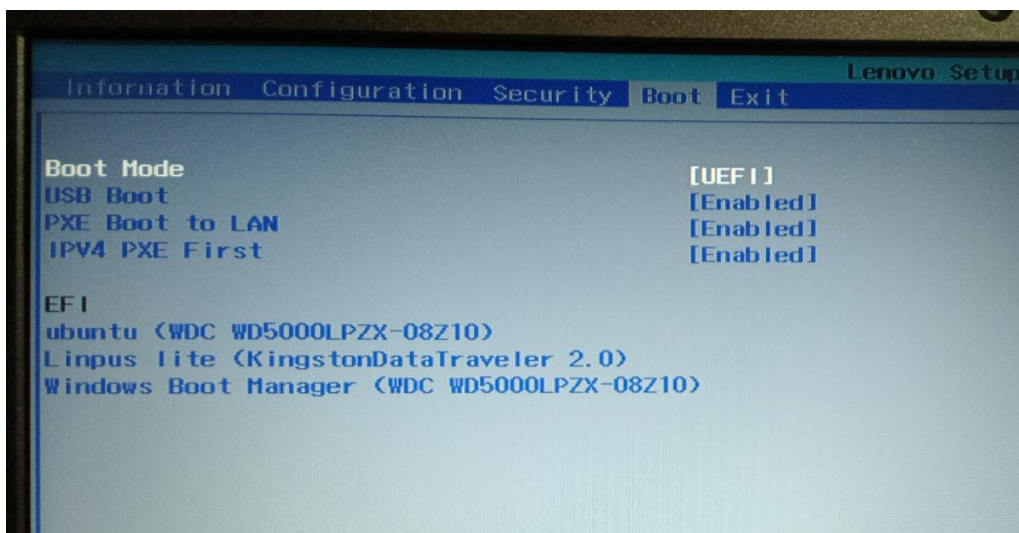 Lenovo Setup
Information Configuration Security Boot Exit
Boot Mode [UEFI]
USB Boot [Enabled]
PXE Boot to LAN [Enabled]
IPV4 PXE First [Enabled]
EFI
ubuntu (WDC WD5000LPZX-08Z10)
Linpus lite (KingstonDataTraveler 2.0)
Windows Boot Manager (WDC WD5000LPZX-08Z10)